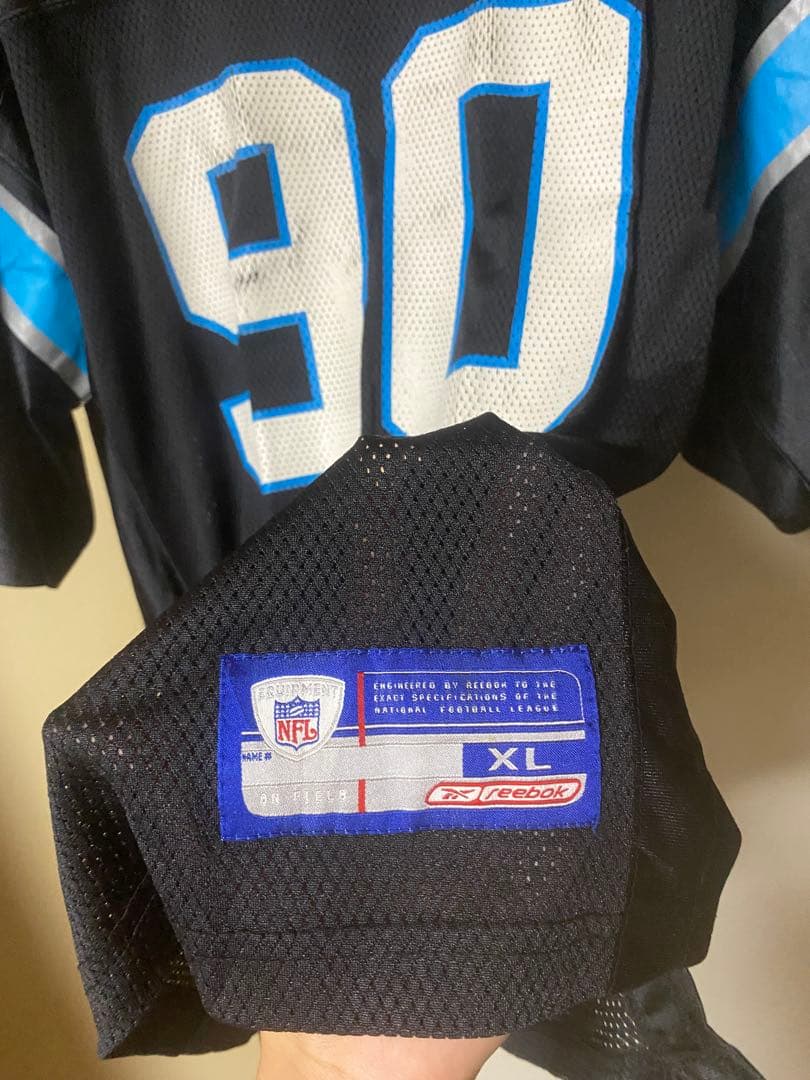 90
EQUIPMENT
NFL
ENGINEERED BY REEBOK TO THE
EXACT SPECIFICATIONS OF THE
NATIONAL FOOTBALL LEAGUE
NAME #
XL
ON FIELD
Reebok